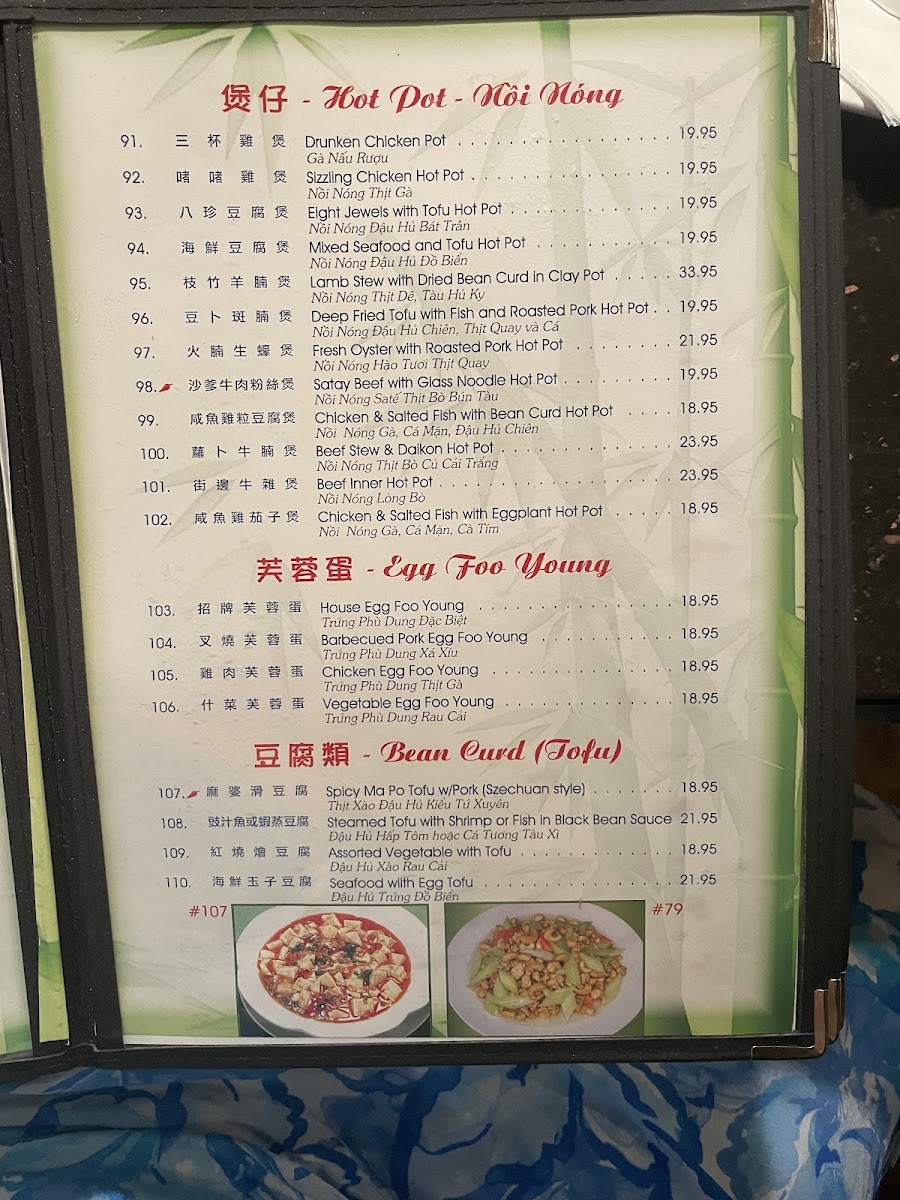 煲仔 - Hot Pot - Nồi Nóng
91. 三杯雞煲 Drunken Chicken Pot . . . . . . . . . . . . . . . . . . . . . 19.95
Gà Nấu Rượu
92. 啫啫雞煲 Sizzling Chicken Hot Pot . . . . . . . . . . . . . . . . . . . 19.95
Nồi Nóng Thịt Gà
93. 八珍豆腐煲 Eight Jewels with Tofu Hot Pot . . . . . . . . . . . . . . . 19.95
Nồi Nóng Đậu Hủ Bát Trân
94. 海鮮豆腐煲 Mixed Seafood and Tofu Hot Pot . . . . . . . . . . . . . 19.95
Nồi Nóng Đậu Hủ Đồ Biển
95. 枝竹羊腩煲 Lamb Stew with Dried Bean Curd in Clay Pot . . . . . . 33.95
Nồi Nóng Thịt Dê, Tàu Hủ Ky
96. 豆卜斑腩煲 Deep Fried Tofu with Fish and Roasted Pork Hot Pot . . 19.95
Nồi Nóng Đậu Hủ Chiên, Thịt Quay và Cá
97. 火腩生蠔煲 Fresh Oyster with Roasted Pork Hot Pot . . . . . . . . . 21.95
Nồi Nóng Hào Tươi Thịt Quay
98. 沙爹牛肉粉絲煲 Satay Beef with Glass Noodle Hot Pot . . . . . . . . . . 19.95
Nồi Nóng Satế Thịt Bò Bún Tàu
99. 咸魚雞粒豆腐煲 Chicken & Salted Fish with Bean Curd Hot Pot . . . . 18.95
Nồi Nóng Gà, Cá Mặn, Đậu Hủ Chiên
100. 蘿卜牛腩煲 Beef Stew & Daikon Hot Pot . . . . . . . . . . . . . . . . 23.95
Nồi Nóng Thịt Bò Củ Cải Trắng
101. 街邊牛雜煲 Beef Inner Hot Pot . . . . . . . . . . . . . . . . . . . . . . 23.95
Nồi Nóng Lòng Bò
102. 咸魚雞茄子煲 Chicken & Salted Fish with Eggplant Hot Pot . . . . . 18.95
Nồi Nóng Gà, Cá Mặn, Cà Tím
芙蓉蛋 - Egg Foo Young
103. 招牌芙蓉蛋 House Egg Foo Young . . . . . . . . . . . . . . . . . . 18.95
Trứng Phù Dung Đặc Biệt
104. 叉燒芙蓉蛋 Barbecued Pork Egg Foo Young . . . . . . . . . . . . 18.95
Trứng Phù Dung Xá Xíu
105. 雞肉芙蓉蛋 Chicken Egg Foo Young . . . . . . . . . . . . . . . . . 18.95
Trứng Phù Dung Thịt Gà
106. 什菜芙蓉蛋 Vegetable Egg Foo Young . . . . . . . . . . . . . . . 18.95
Trứng Phù Dung Rau Cải
豆腐類 - Bean Curd (Tofu)
107. 麻婆滑豆腐 Spicy Ma Po Tofu w/Pork (Szechuan style) . . . . . . . 18.95
Thịt Xào Đậu Hủ Kiểu Tứ Xuyên
108. 豉汁魚或蝦蒸豆腐 Steamed Tofu with Shrimp or Fish in Black Bean Sauce 21.95
Đậu Hủ Hấp Tôm hoặc Cá Tương Tàu Xì
109. 紅燒燴豆腐 Assorted Vegetable with Tofu . . . . . . . . . . . . . . 18.95
Đậu Hủ Xào Rau Cải
110. 海鮮玉子豆腐 Seafood wiith Egg Tofu . . . . . . . . . . . . . . . . . 21.95
Đậu Hủ Trứng Đồ Biển
#107 #79